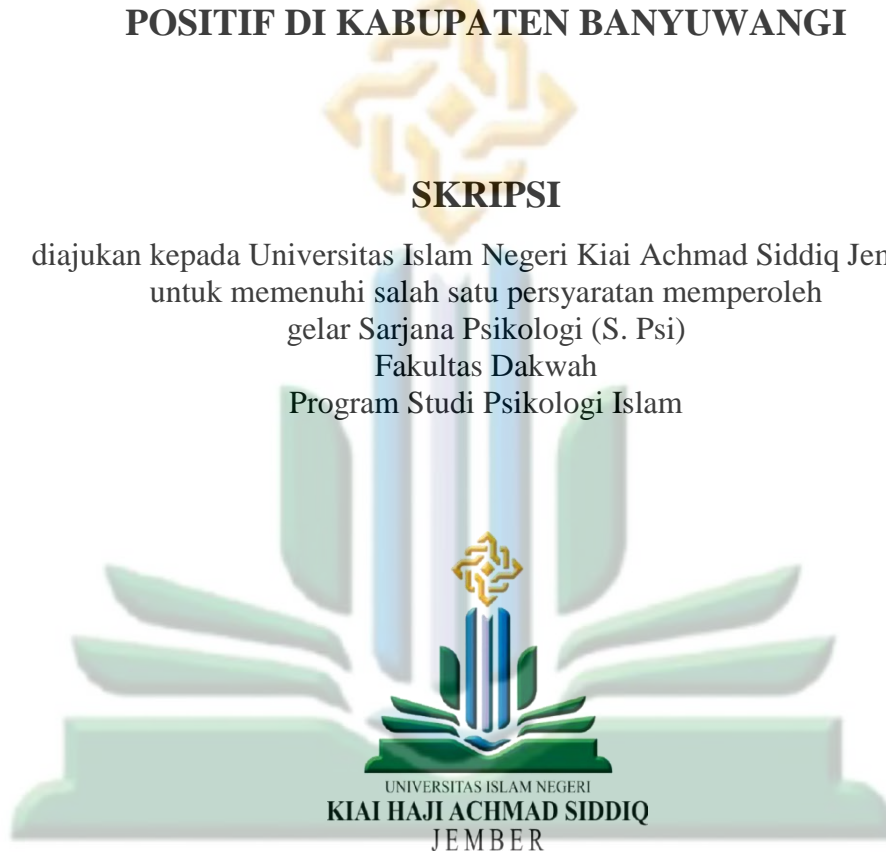 POSITIF DI KABUPATEN BANYUWANGI
SKRIPSI
diajukan kepada Universitas Islam Negeri Kiai Achmad Siddiq
untuk memenuhi salah satu persyaratan memperoleh
gelar Sarjana Psikologi (S. Psi)
Fakultas Dakwah
Program Studi Psikologi Islam
UNIVERSITAS ISLAM NEGERI
KIAI HAJI ACHMAD SIDDIQ
JEMBER